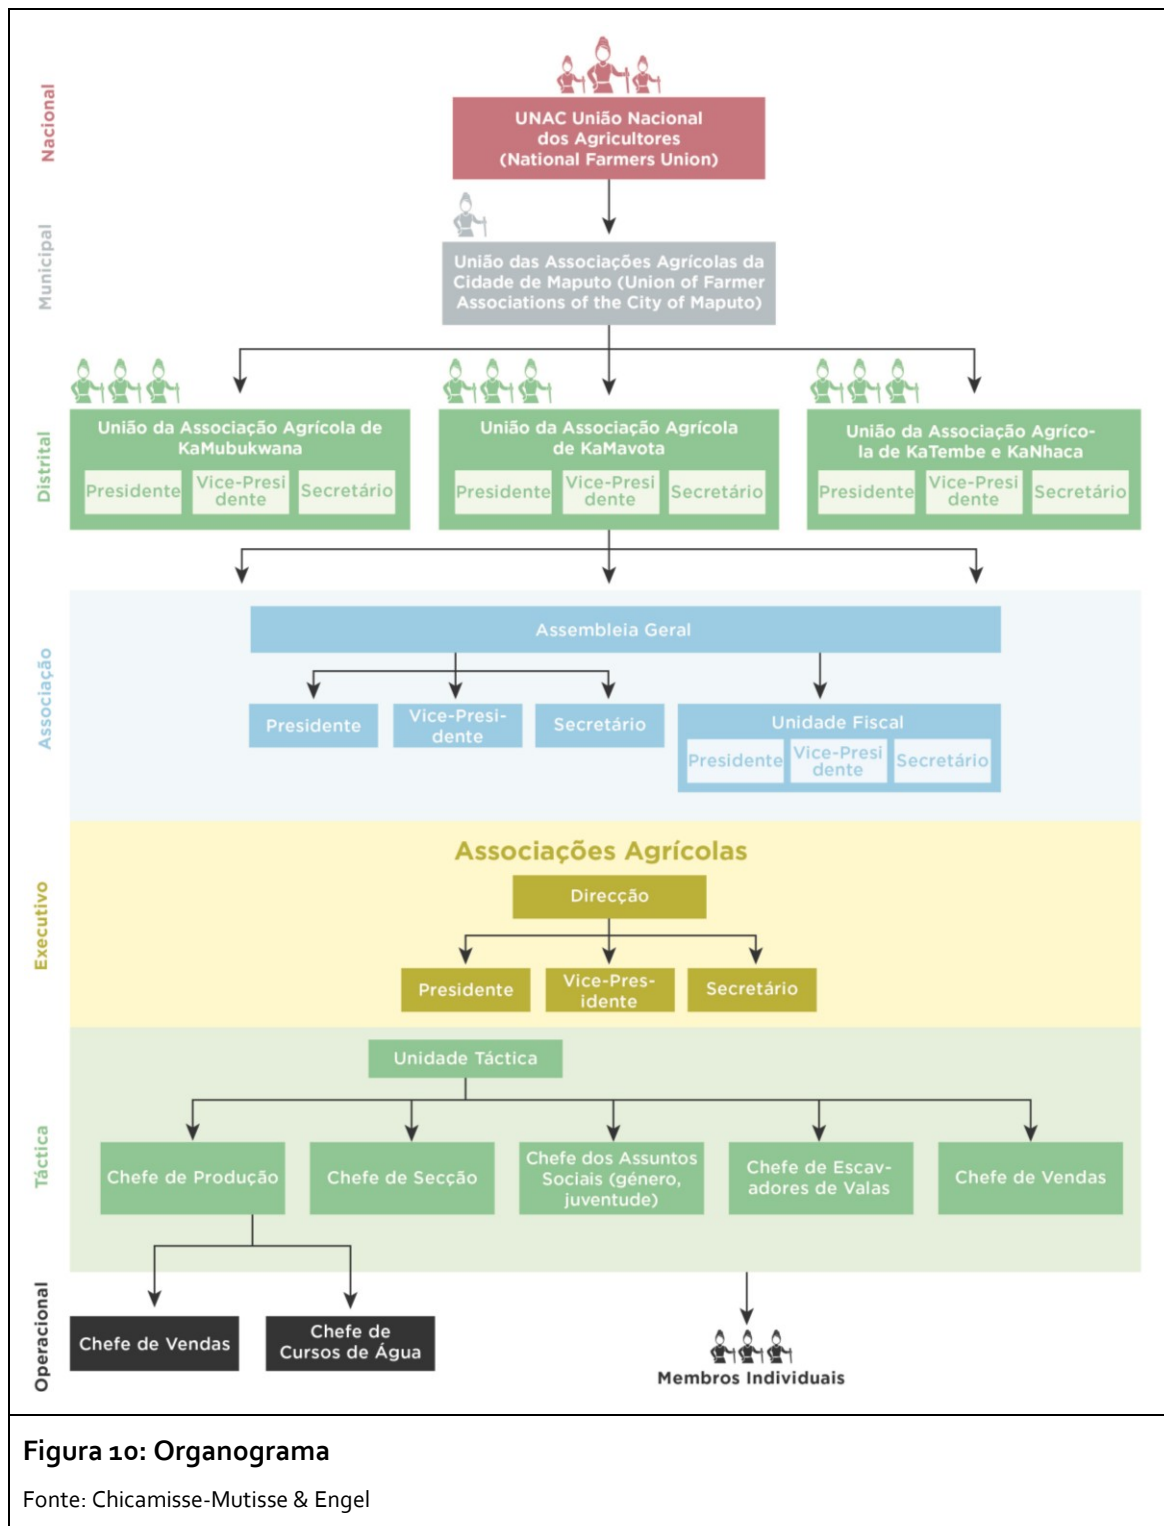 Nacional
UNAC União Nacional
dos Agricultores
(National Farmers Union)
Municipal
União das Associações Agrícolas da
Cidade de Maputo (Union of Farmer
Associations of the City of Maputo)
Distrital
União da Associação Agrícola de
KaMubukwana
Presidente
Vice-Presi
dente
Secretário
União da Associação Agrícola
de KaMavota
Presidente
Vice-Presi
dente
Secretário
União da Associação Agríco-
la de KaTembe e KaNhaca
Presidente
Vice-Presi
dente
Secretário
Associação
Assembleia Geral
Presidente
Vice-Presi-
dente
Secretário
Unidade Fiscal
Presidente
Vice-Presi
dente
Secretário
Executivo
Associações Agrícolas
Direcção
Presidente
Vice-Pres-
idente
Secretário
Táctica
Unidade Táctica
Chefe de Produção
Chefe de Secção
Chefe dos Assuntos
Sociais (género,
juventude)
Chefe de Escav-
adores de Valas
Chefe de Vendas
Operacional
Chefe de Vendas
Chefe de
Cursos de Água
Membros Individuais
Figura 10: Organograma
Fonte: Chicamisse-Mutisse & Engel